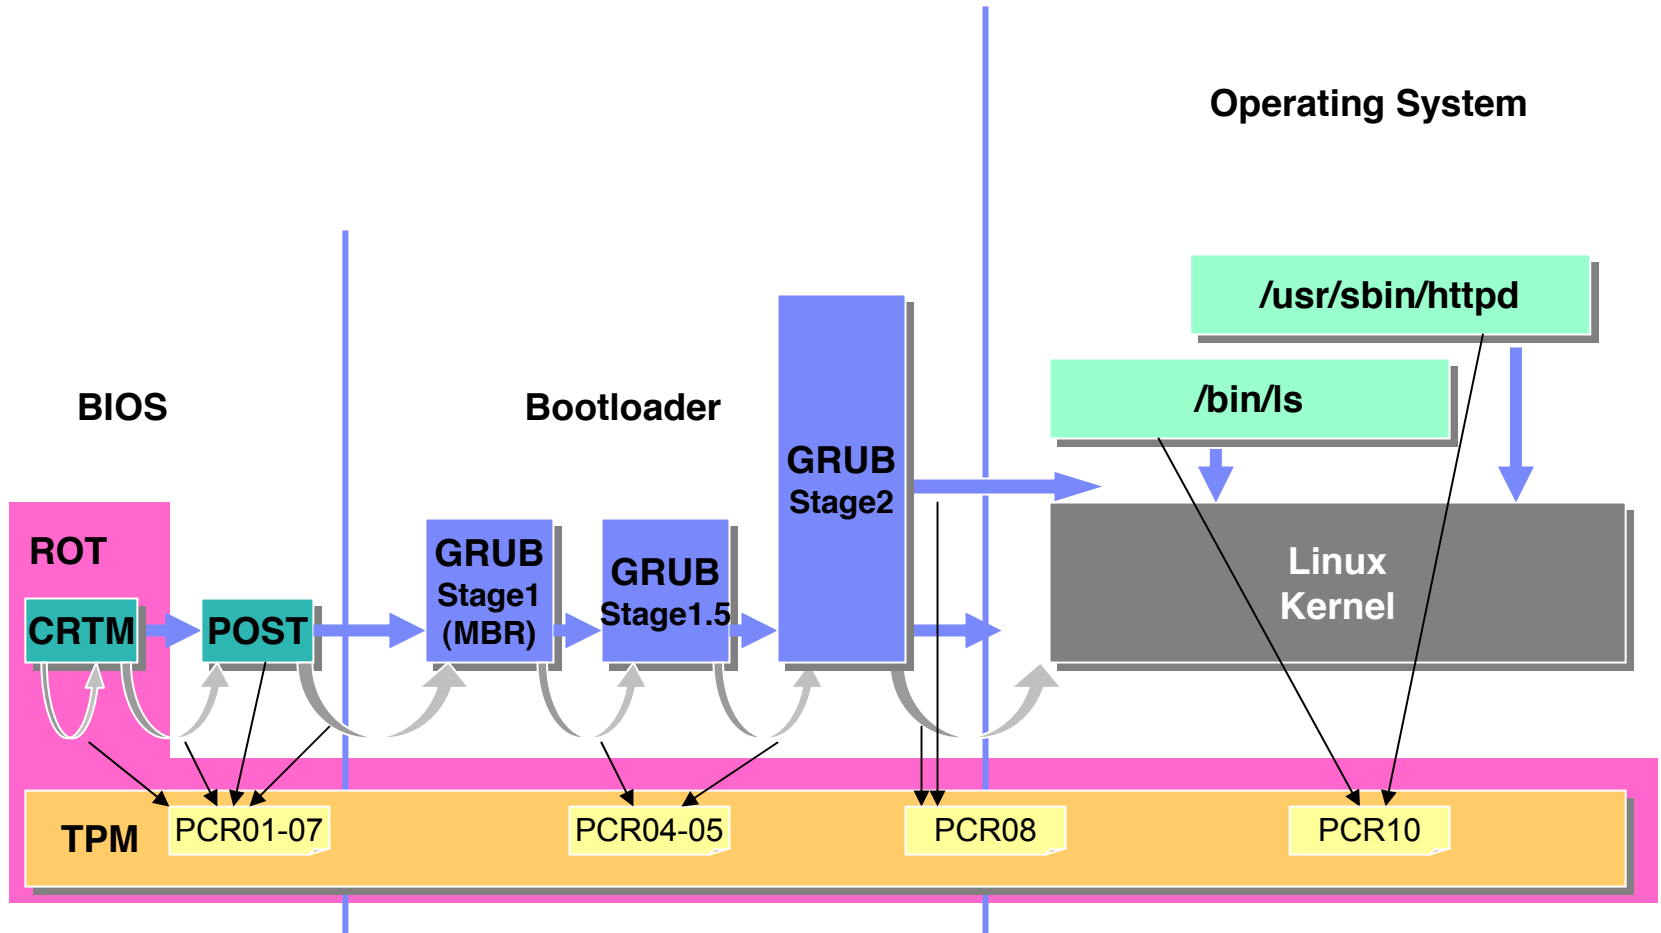 Operating System
/usr/sbin/httpd
/bin/ls
BIOS
Bootloader
GRUB
Stage2
ROT
GRUB
Stage1
(MBR)
GRUB
Stage1.5
Linux
Kernel
CRTM
POST
TPM
PCR01-07
PCR04-05
PCR08
PCR10